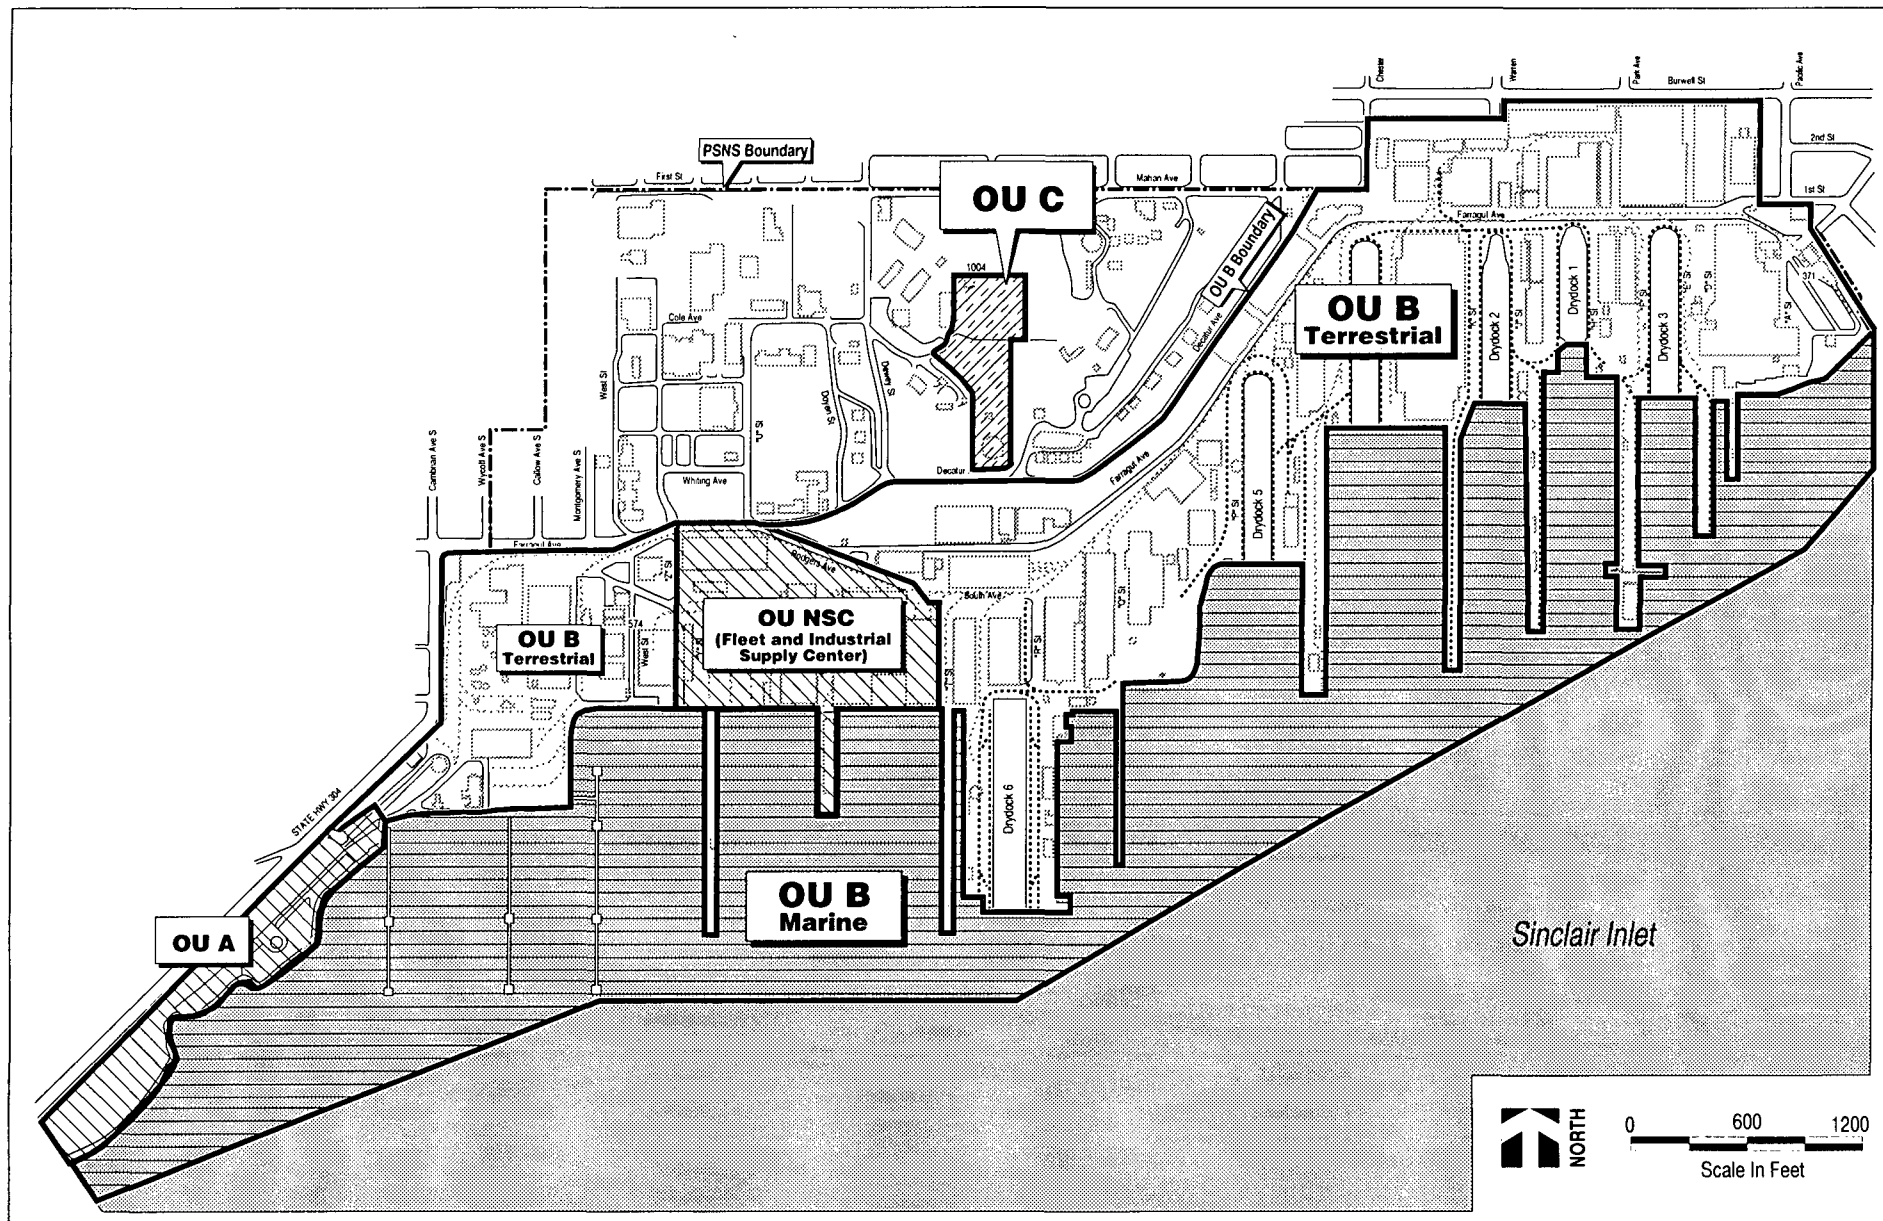 Chester
Warren
Park Ave
Burwell St
Pacific Ave
2nd St
PSNS Boundary
First St
Mahan Ave
1st St
OU C
Farragut Ave
OU B Boundary
1004
371
"A" St
OU B
Terrestrial
Drydock 2
Drydock 1
Drydock 3
Cole Ave
Decatur Ave
West St
Dewey S
Doyen St
"U" St
Cambrian Ave S
Wycoff Ave S
Callow Ave S
Montgomery Ave S
Decatur
Whiting Ave
Farragut Ave
Drydock 5
Farragut Ave
Rodgers Ave
"Z" St
South Ave
OU NSC
(Fleet and Industrial
Supply Center)
574
OU B
Terrestrial
West St
STATE HWY 304
Drydock 6
OU B
Marine
OU A
Sinclair Inlet
NORTH
0 600 1200
Scale In Feet